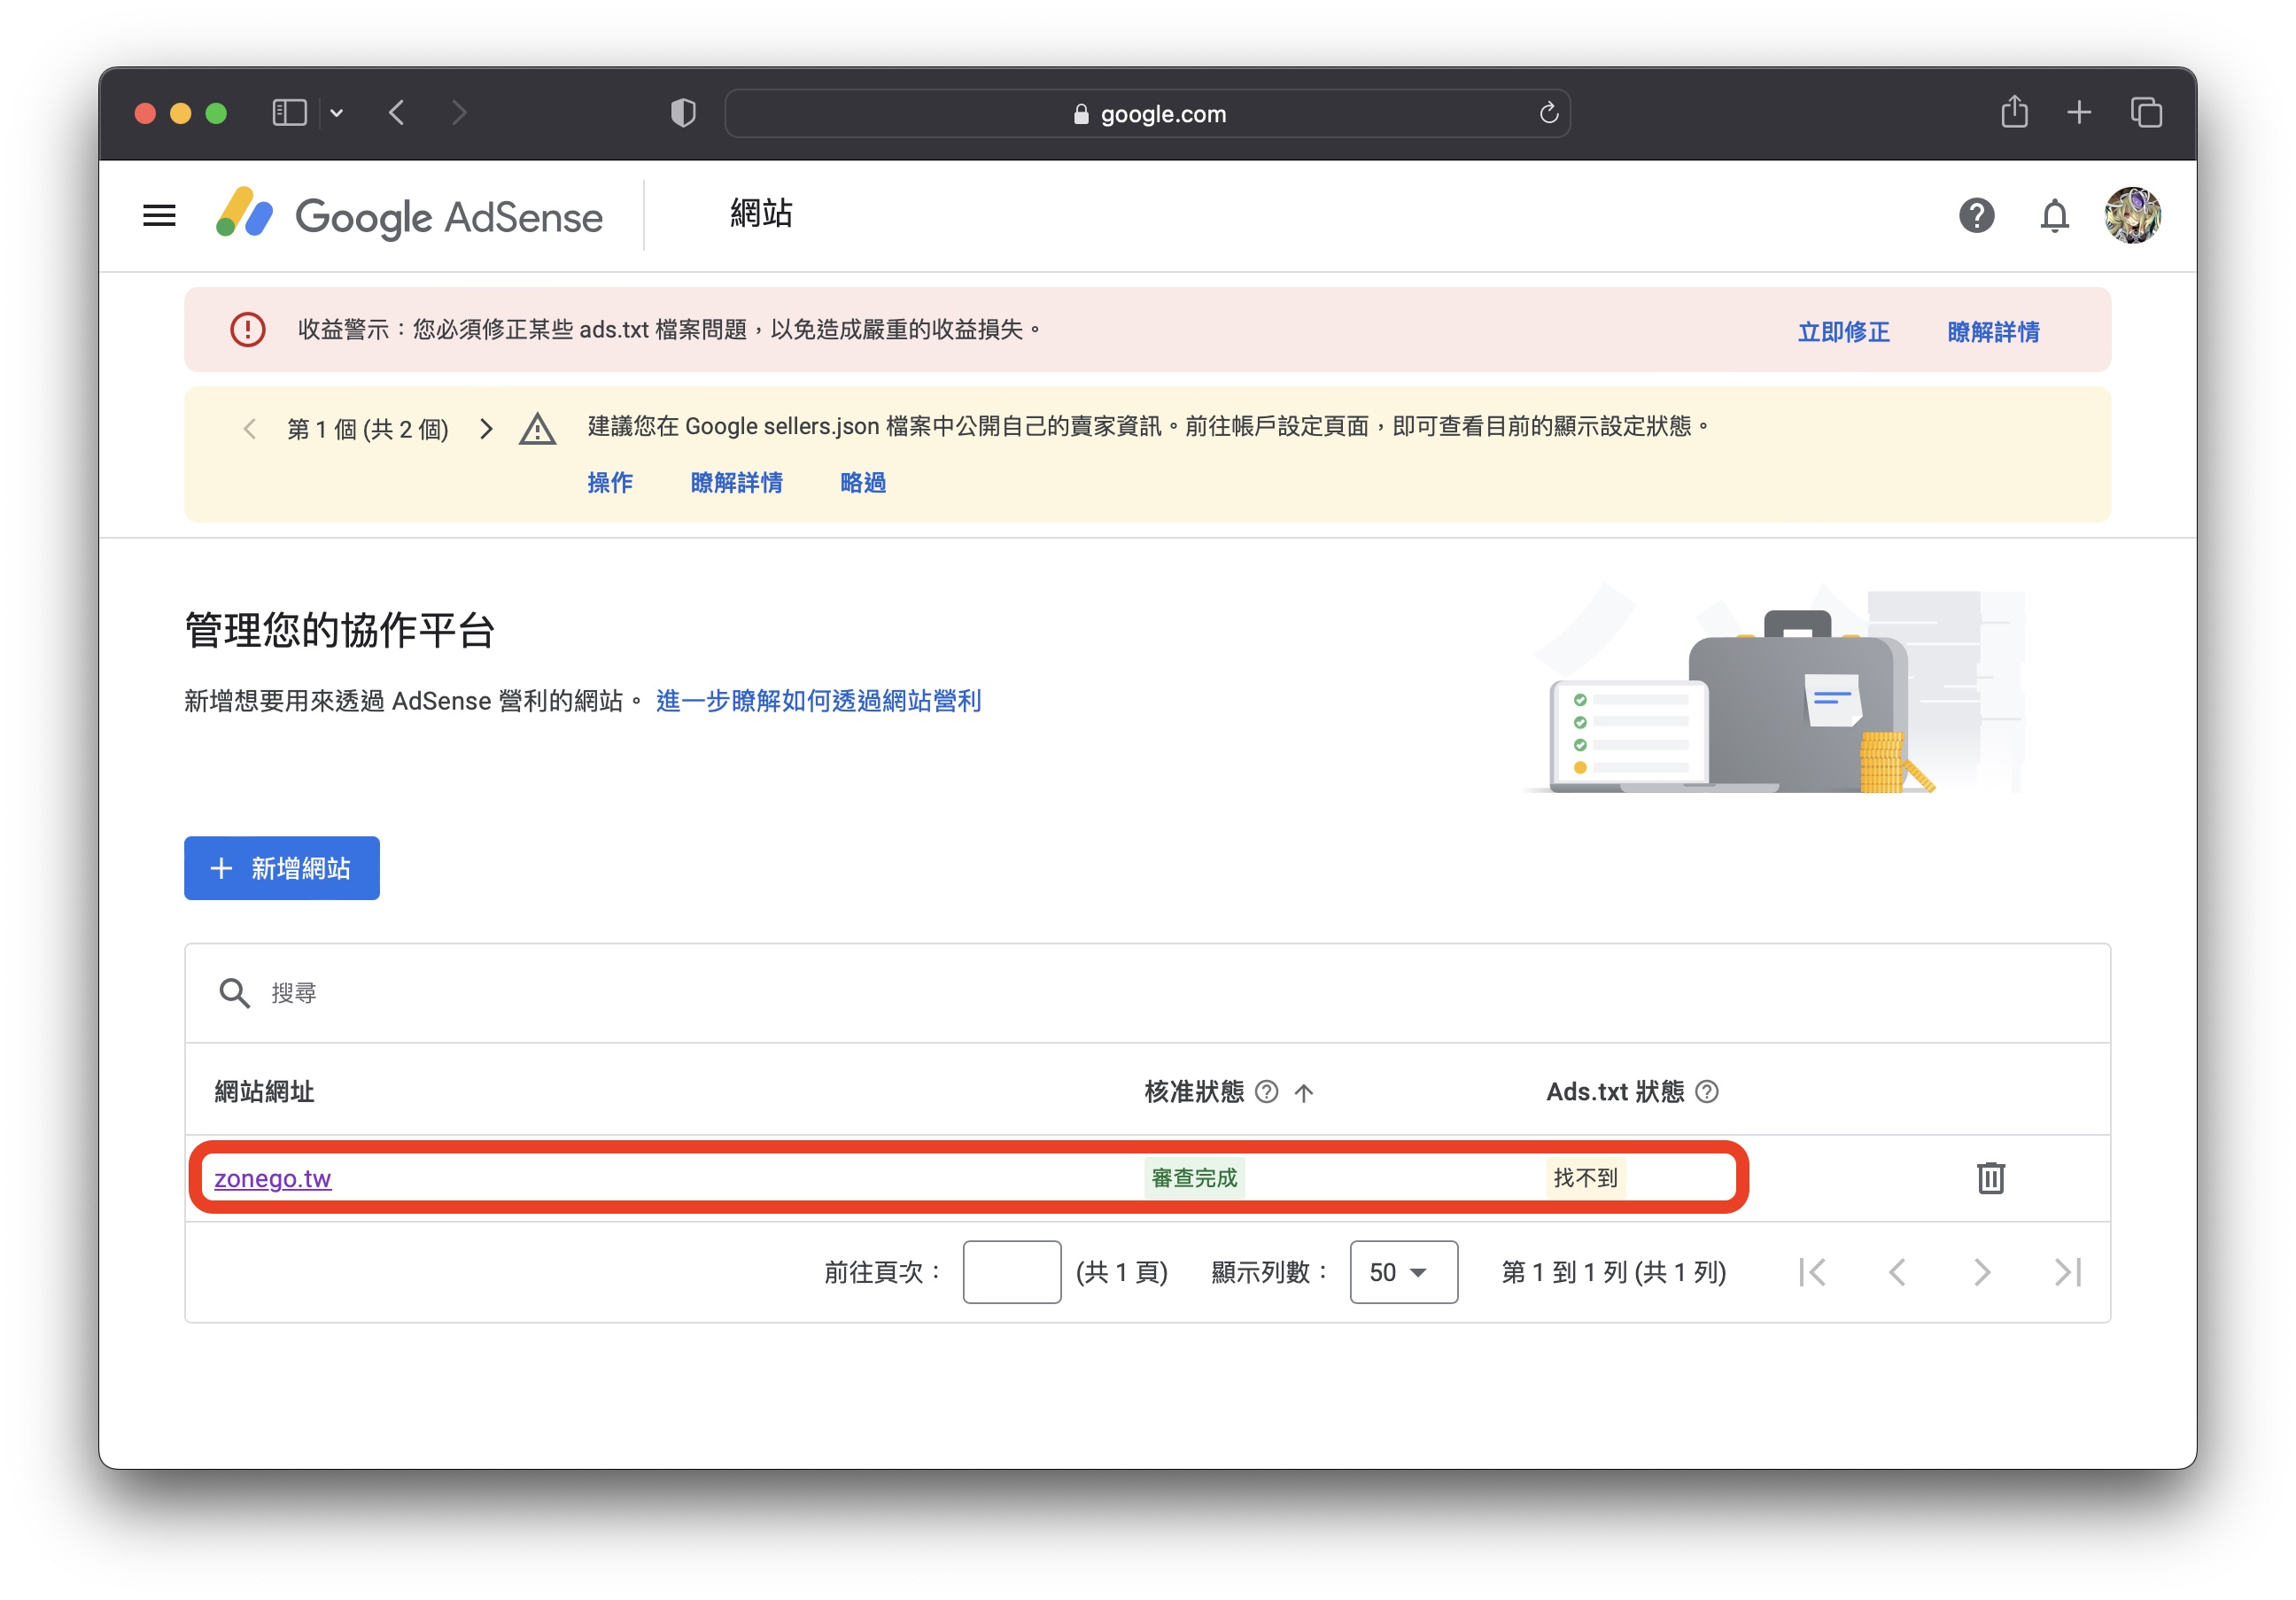 google.com
Google AdSense
網站
收益警示：您必須修正某些 ads.txt 檔案問題，以免造成嚴重的收益損失。
立即修正
瞭解詳情
第 1 個 (共 2 個)
建議您在 Google sellers.json 檔案中公開自己的賣家資訊。前往帳戶設定頁面，即可查看目前的顯示設定狀態。
操作
瞭解詳情
略過
管理您的協作平台
新增想要用來透過 AdSense 營利的網站。 進一步瞭解如何透過網站營利
新增網站
搜尋
網站網址
核准狀態
Ads.txt 狀態
zonego.tw
審查完成
找不到
前往頁次：
(共 1 頁)
顯示列數：
50
第 1 到 1 列 (共 1 列)